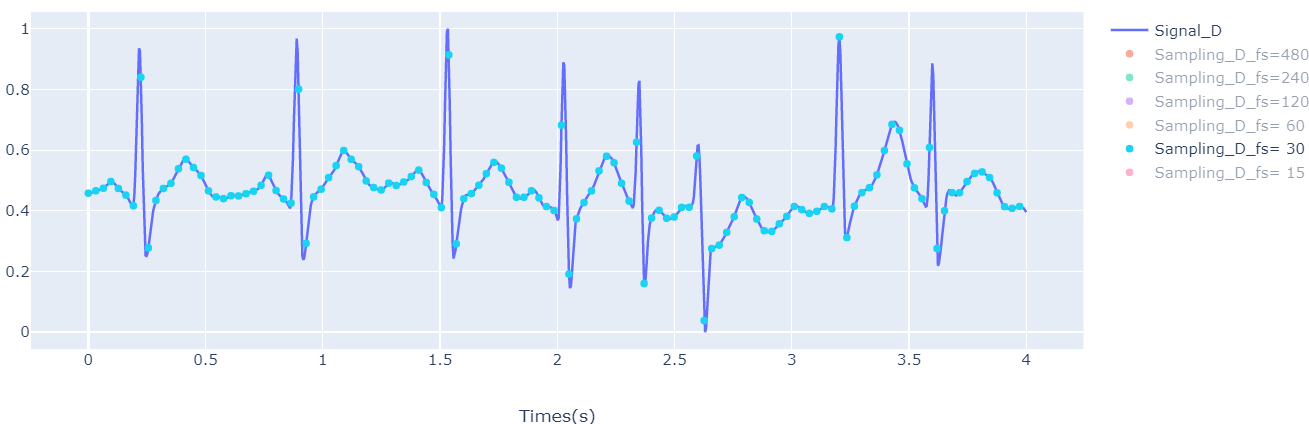 1
0.8
0.6
0.4
0.2
0
0 0.5 1 1.5 2 2.5 3 3.5 4
Times(s)
Signal_D
Sampling_D_fs=480
Sampling_D_fs=240
Sampling_D_fs=120
Sampling_D_fs= 60
Sampling_D_fs= 30
Sampling_D_fs= 15